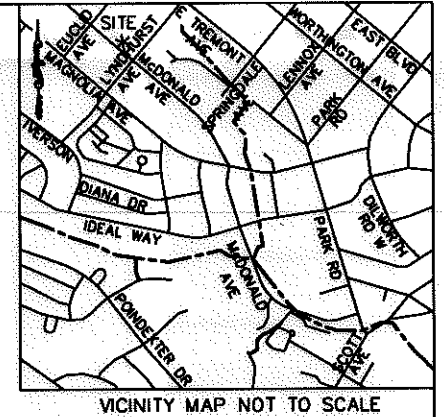 EUCLID AVE
SITE
LYNDHURST AVE
E TREMONT
WORTHINGTON AVE
EAST BLVD
MAGNOLIA AVE
McDONALD AVE
SPRINGDALE
LENNOX AVE
PARK RD
IVERSON
DIANA DR
IDEAL WAY
McDONALD AVE
PARK RD
DILWORTH RD W
POINDEXTER DR
SCOTT AVE
VICINITY MAP NOT TO SCALE